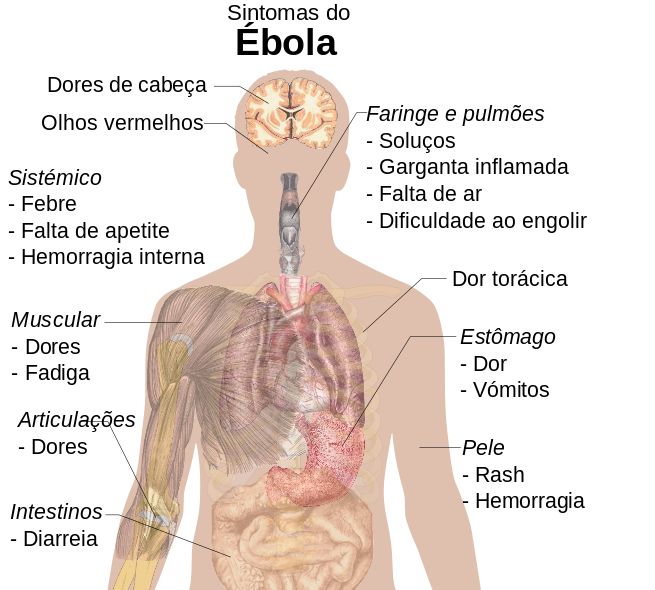 Sintomas do
Ébola
Dores de cabeça
Olhos vermelhos
Sistémico
- Febre
- Falta de apetite
- Hemorragia interna
Muscular
- Dores
- Fadiga
Articulações
- Dores
Intestinos
- Diarreia
Faringe e pulmões
- Soluços
- Garganta inflamada
- Falta de ar
- Dificuldade ao engolir
Dor torácica
Estômago
- Dor
- Vómitos
Pele
- Rash
- Hemorragia